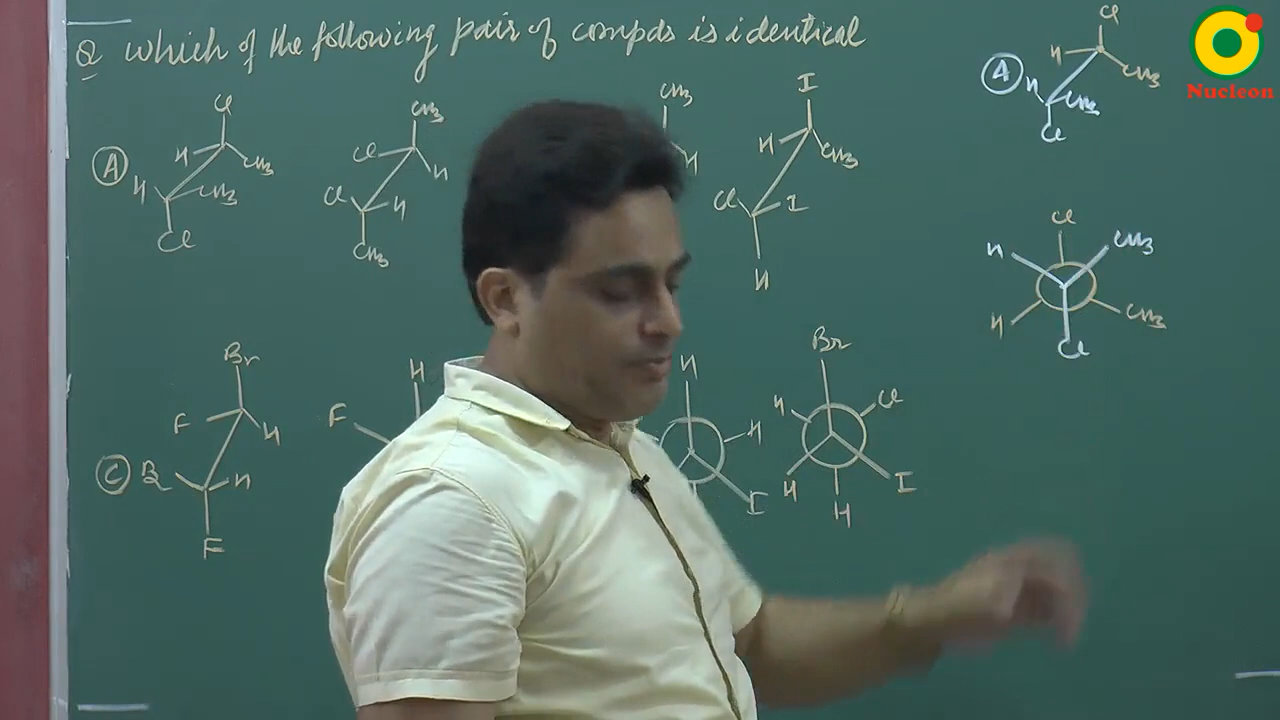 Q which of the following pair of compds is identical
Nucleon
A
Cl
H
CH3
H
CH3
Cl
CH3
Cl
H
Cl
H
CH3
CH3
H
I
H
CH3
Cl
I
H
C
Br
F
H
Br
H
F
H
F
H
H
I
Br
H
Cl
H
I
H
A
Cl
H
CH3
H
CH3
Cl
Cl
H
CH3
H
CH3
Cl